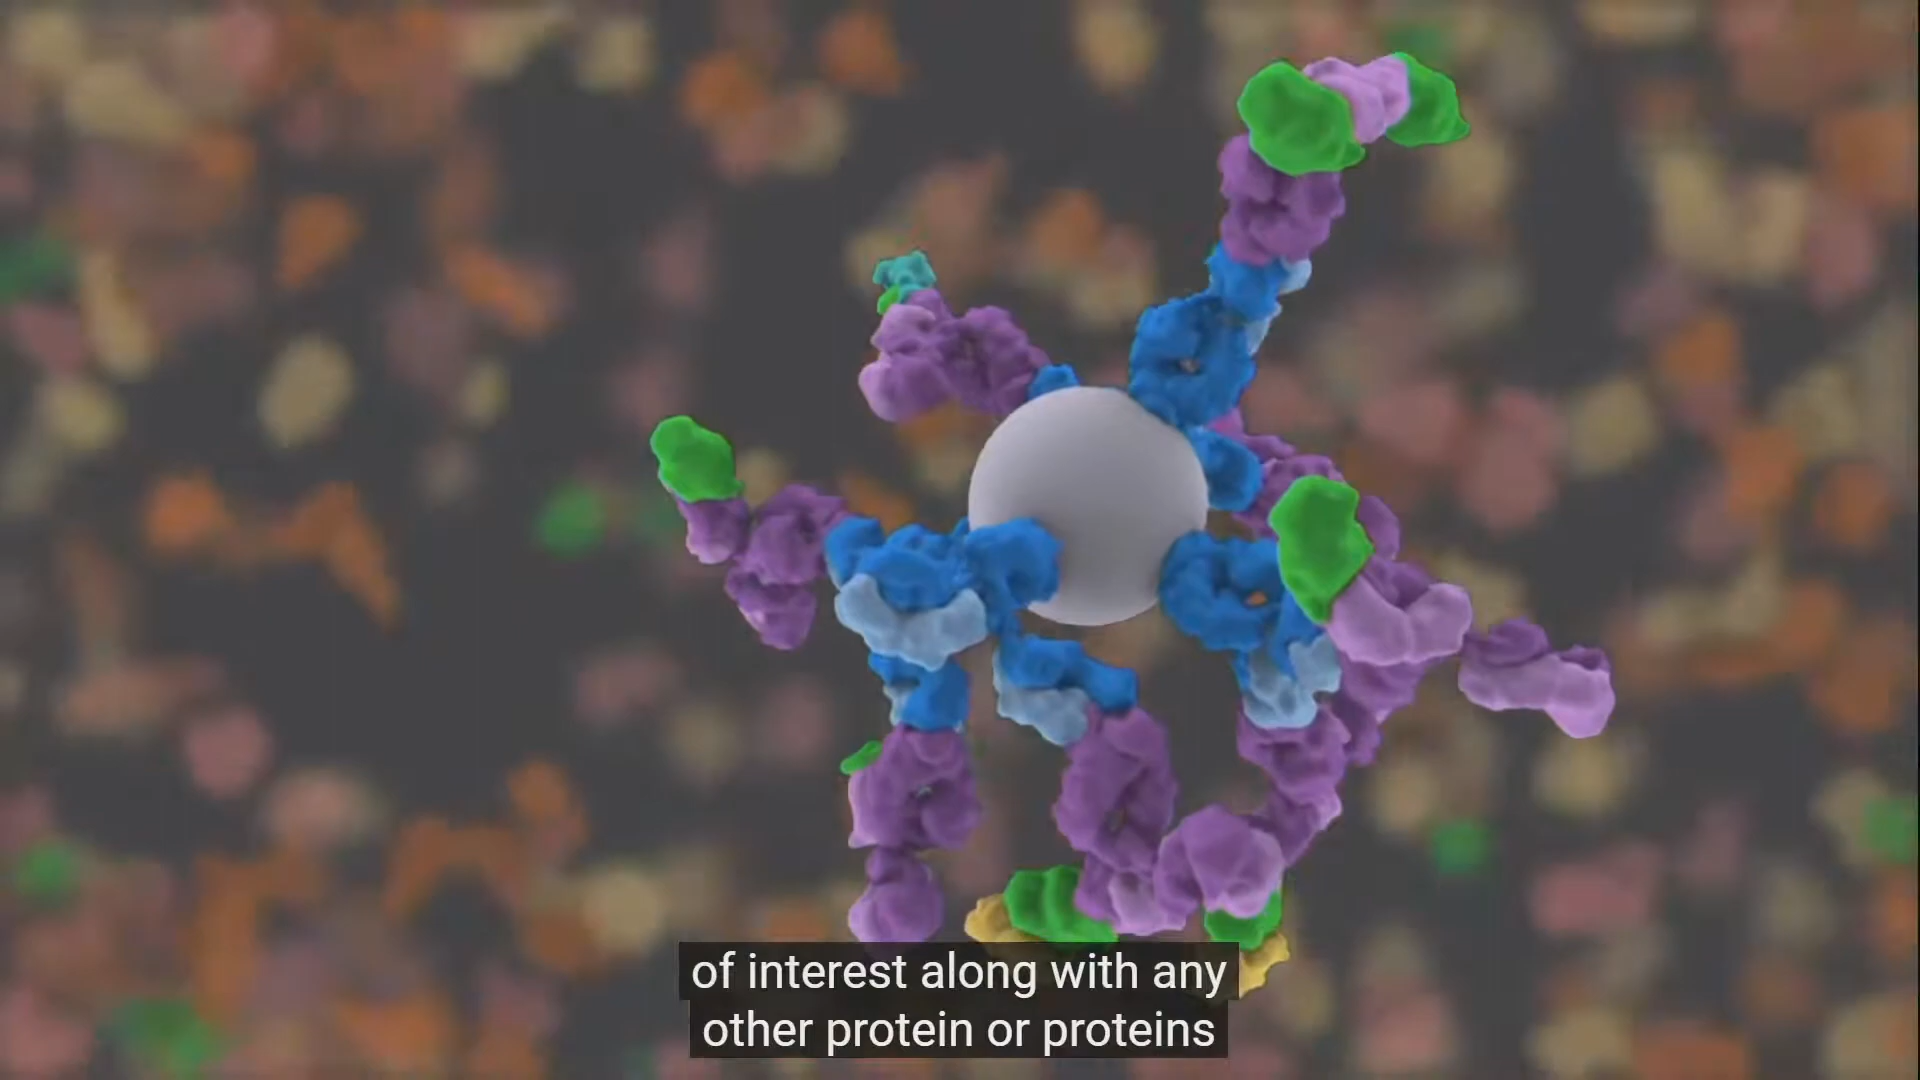 of interest along with any
other protein or proteins